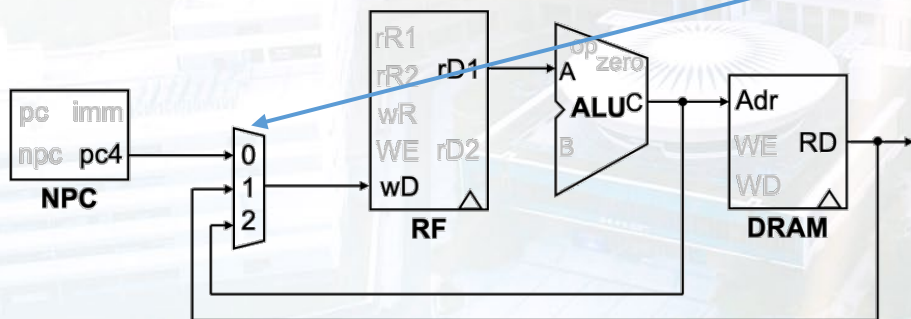 pc imm
npc pc4
NPC
0
1
2
rR1
rR2 rD1
wR
WE rD2
wD
RF
op
zero
A
ALU C
B
Adr
RD
WE
WD
DRAM